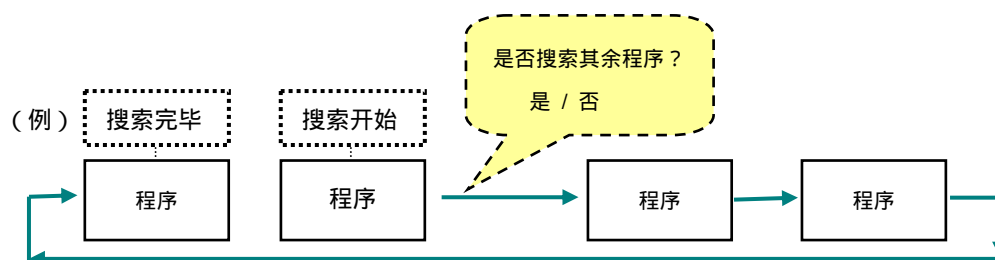 是否搜索其余程序？
是 / 否
（例）
搜索完毕
搜索开始
程序
程序
程序
程序